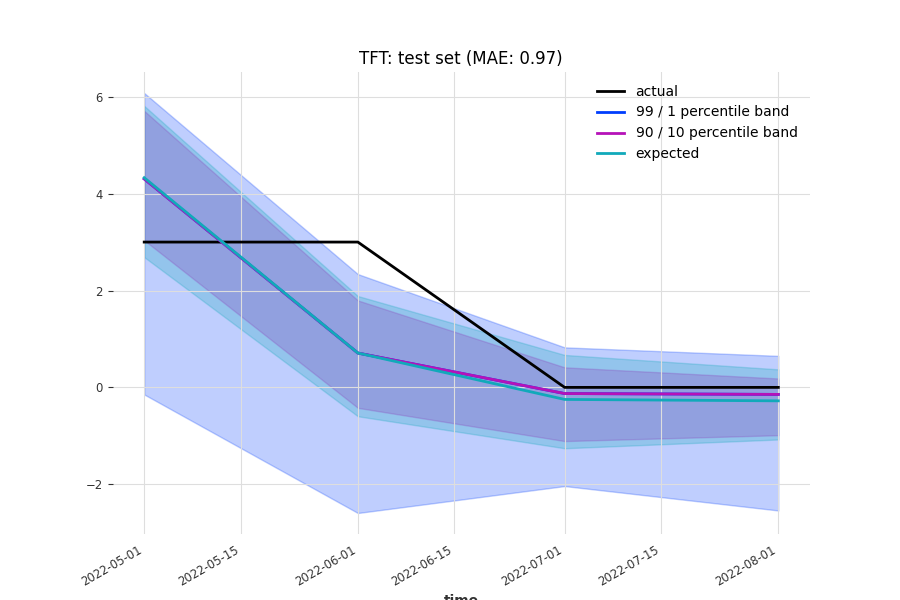 TFT: test set (MAE: 0.97)
actual
99 / 1 percentile band
90 / 10 percentile band
expected
6
4
2
0
−2
2022-05-01
2022-05-15
2022-06-01
2022-06-15
2022-07-01
2022-07-15
2022-08-01
time